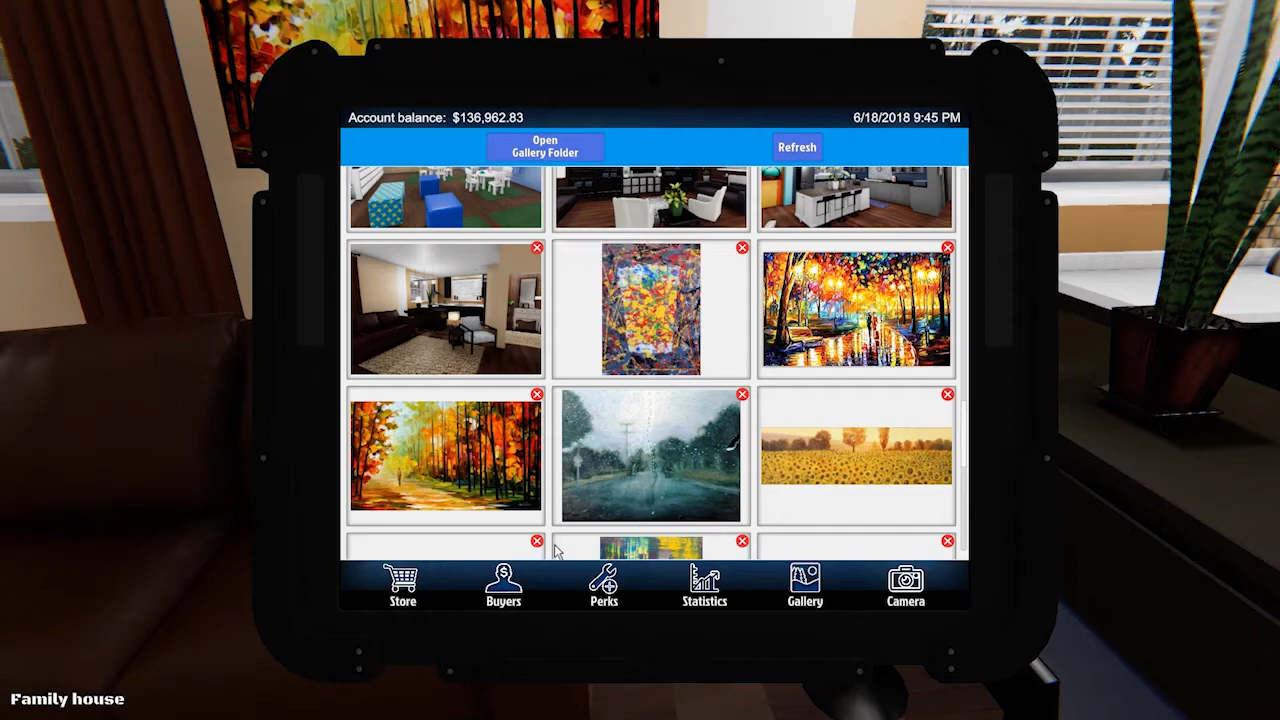 Account balance: $136,962.83
6/18/2018 9:45 PM
Open
Gallery Folder
Refresh
Store
Buyers
Perks
Statistics
Gallery
Camera
Family house